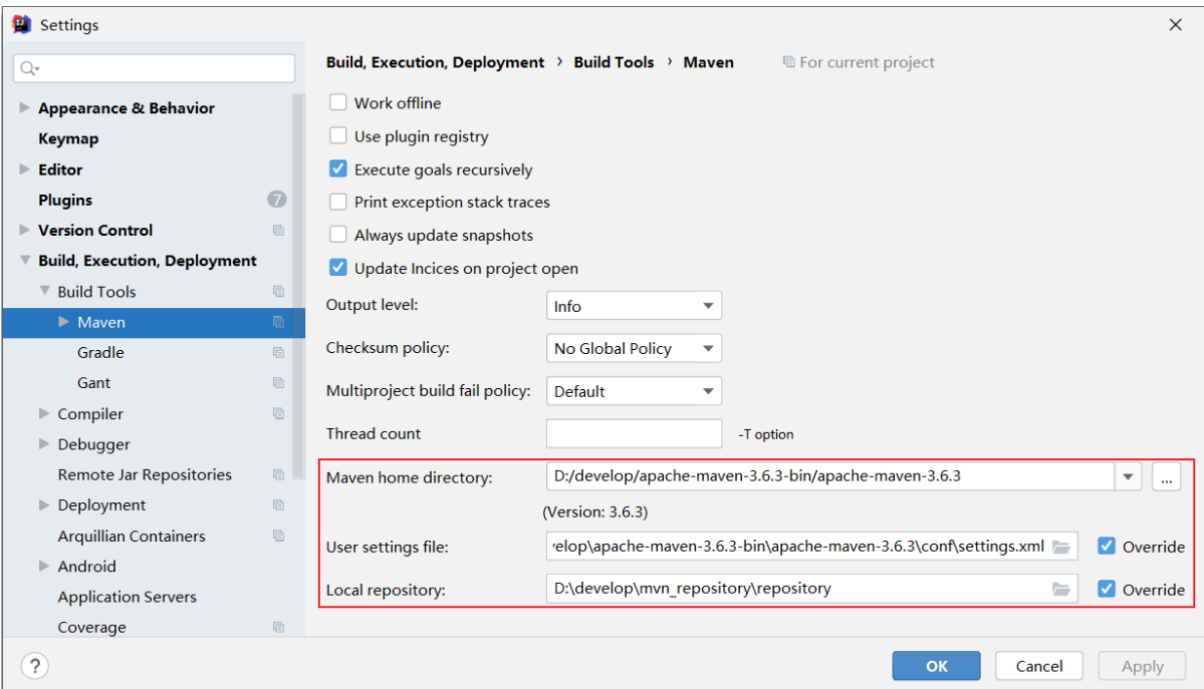 Settings
Build, Execution, Deployment › Build Tools › Maven For current project
Appearance & Behavior
Keymap
Editor
Plugins 7
Version Control
Build, Execution, Deployment
Build Tools
Maven
Gradle
Gant
Compiler
Debugger
Remote Jar Repositories
Deployment
Arquillian Containers
Android
Application Servers
Coverage
Work offline
Use plugin registry
Execute goals recursively
Print exception stack traces
Always update snapshots
Update Incices on project open
Output level: Info
Checksum policy: No Global Policy
Multiproject build fail policy: Default
Thread count -T option
Maven home directory: D:/develop/apache-maven-3.6.3-bin/apache-maven-3.6.3 ...
(Version: 3.6.3)
User settings file: elop\apache-maven-3.6.3-bin\apache-maven-3.6.3\conf\settings.xml Override
Local repository: D:\develop\mvn_repository\repository Override
? OK Cancel Apply